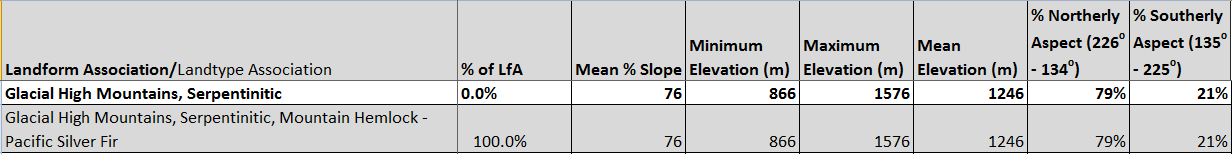 Landform Association/Landtype Association % of LfA Mean % Slope Minimum Elevation (m) Maximum Elevation (m) Mean Elevation (m) % Northerly Aspect (226° - 134°) % Southerly Aspect (135° - 225°)
Glacial High Mountains, Serpentinitic 0.0% 76 866 1576 1246 79% 21%
Glacial High Mountains, Serpentinitic, Mountain Hemlock -
Pacific Silver Fir 100.0% 76 866 1576 1246 79% 21%